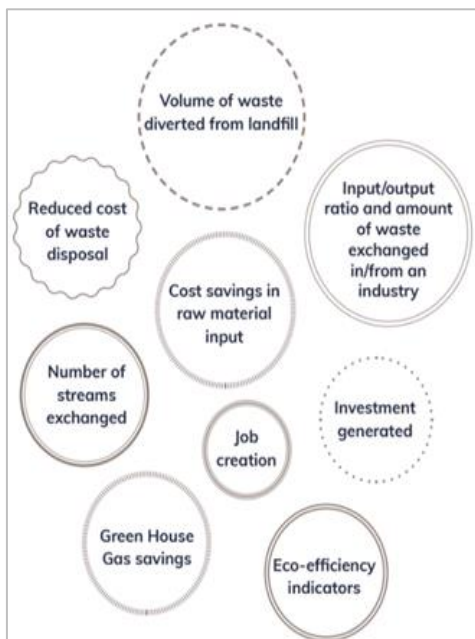 Volume of waste
diverted from landfill
Reduced cost
of waste
disposal
Input/output
ratio and amount
of waste
exchanged
in/from an
industry
Cost savings in
raw material
input
Number of
streams
exchanged
Investment
generated
Job
creation
Green House
Gas savings
Eco-efficiency
indicators